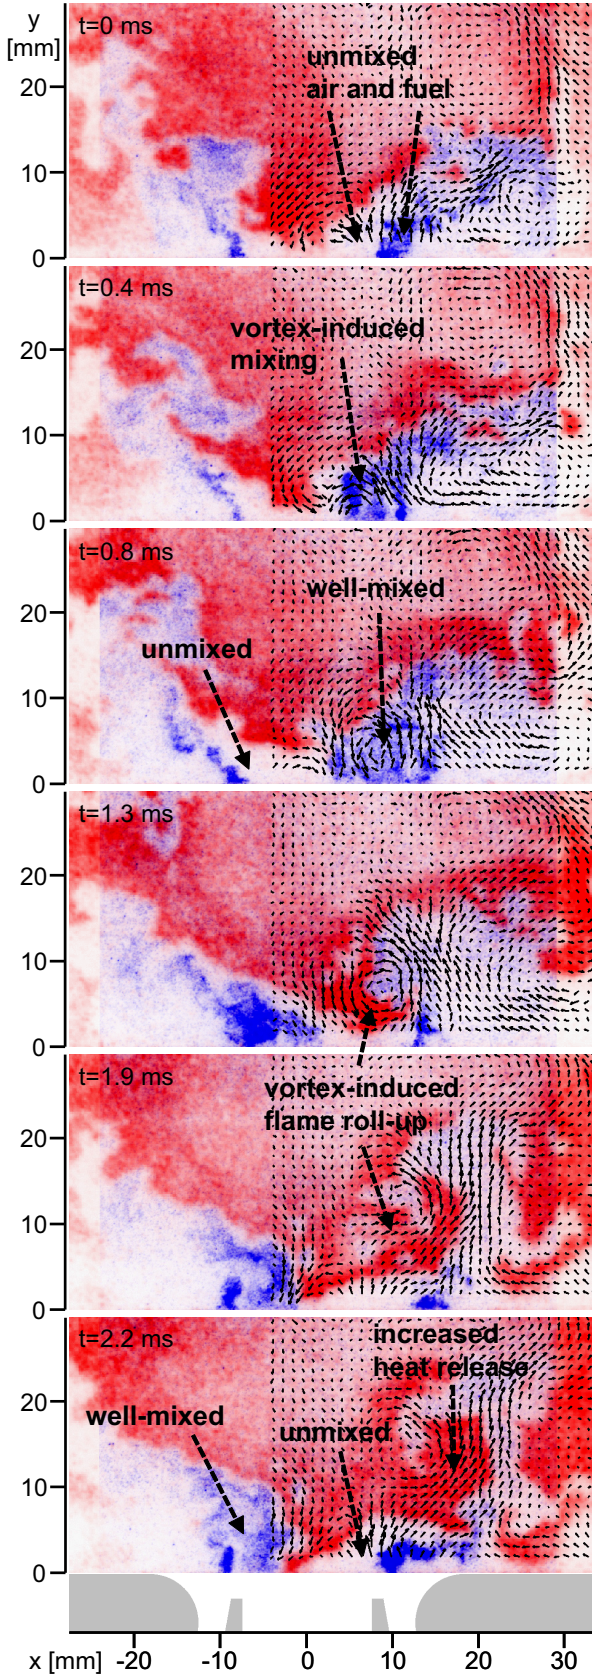 y
[mm]
t=0 ms
unmixed
air and fuel
20
10
0
t=0.4 ms
vortex-induced
mixing
20
10
0
t=0.8 ms
well-mixed
unmixed
20
10
0
t=1.3 ms
20
10
0
t=1.9 ms
vortex-induced
flame roll-up
20
10
0
t=2.2 ms
increased
heat release
well-mixed
unmixed
20
10
0
x [mm] -20 -10 0 10 20 30